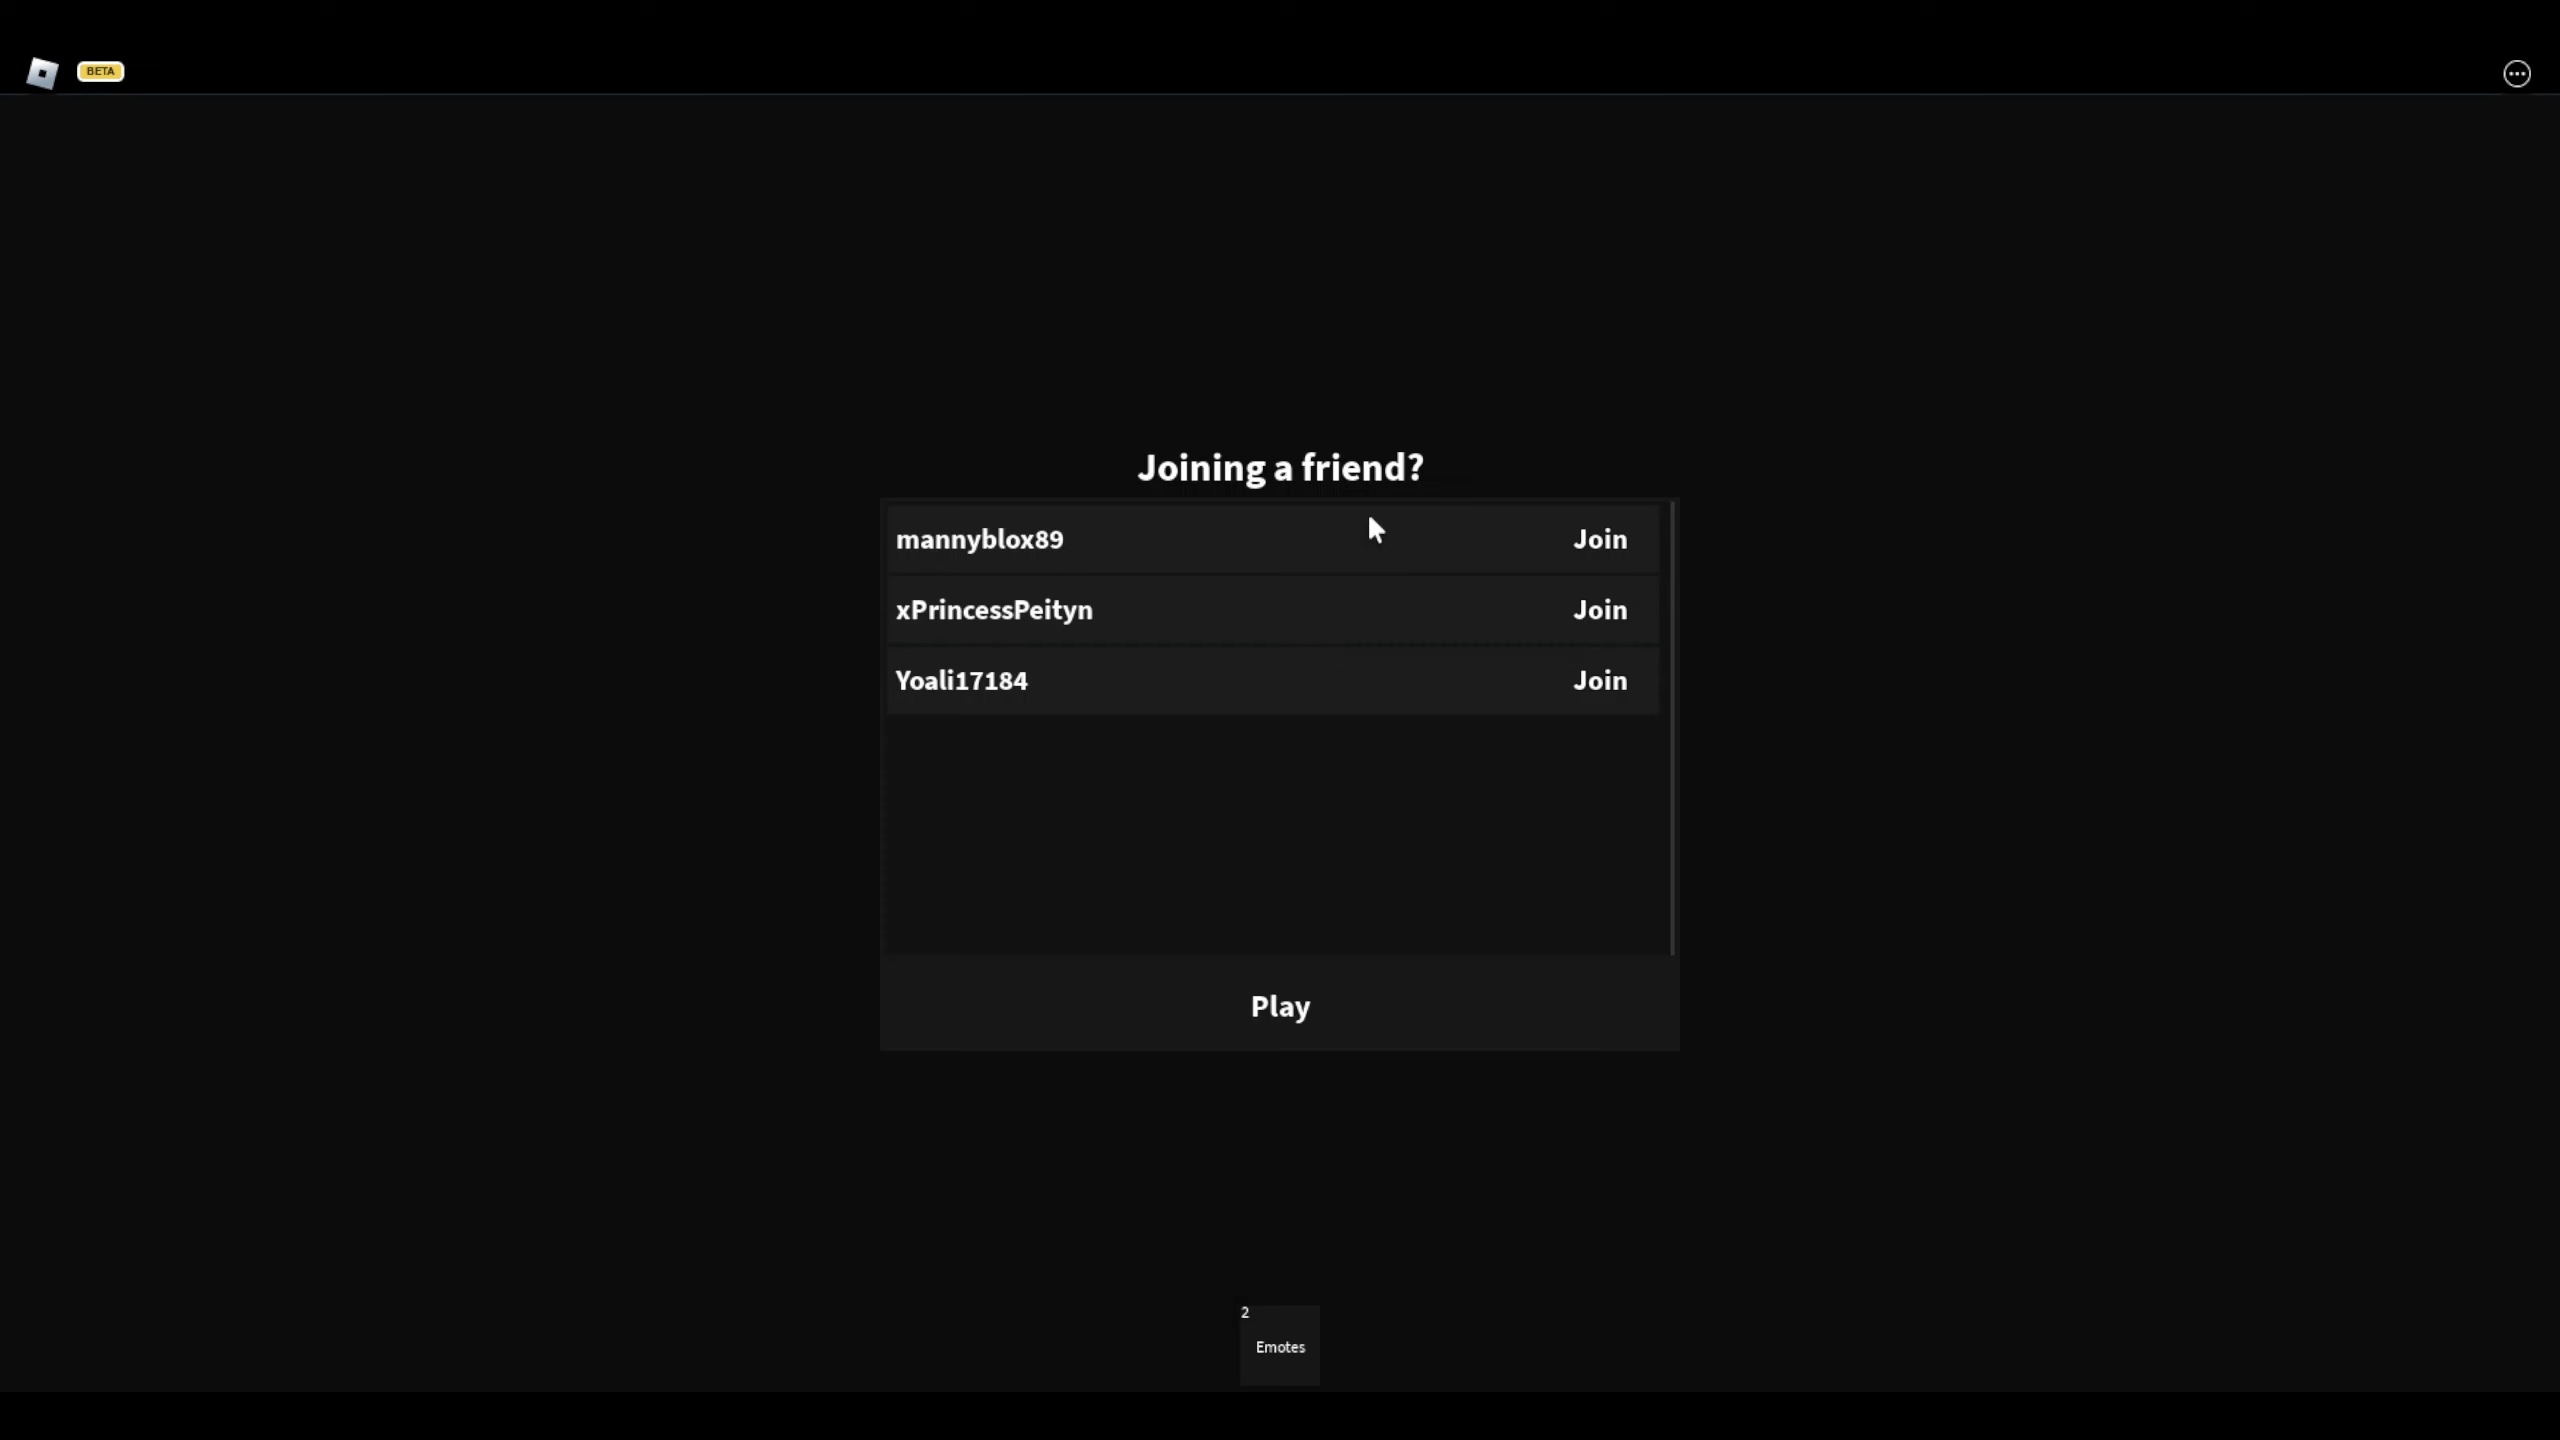 BETA
Joining a friend?
mannyblox89 Join
xPrincessPeityn Join
Yoali17184 Join
Play
2
Emotes